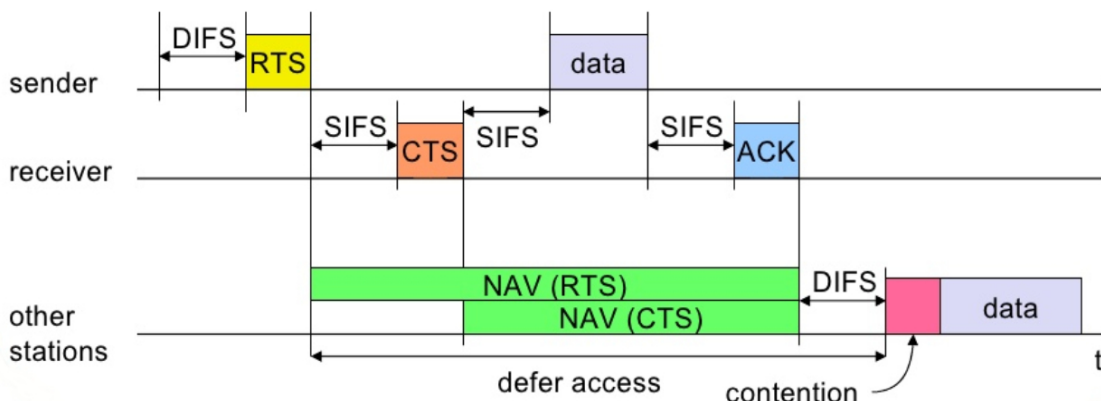 DIFS
RTS
data
sender
SIFS
CTS
SIFS
SIFS
ACK
receiver
NAV (RTS)
DIFS
NAV (CTS)
data
other
stations
t
defer access
contention